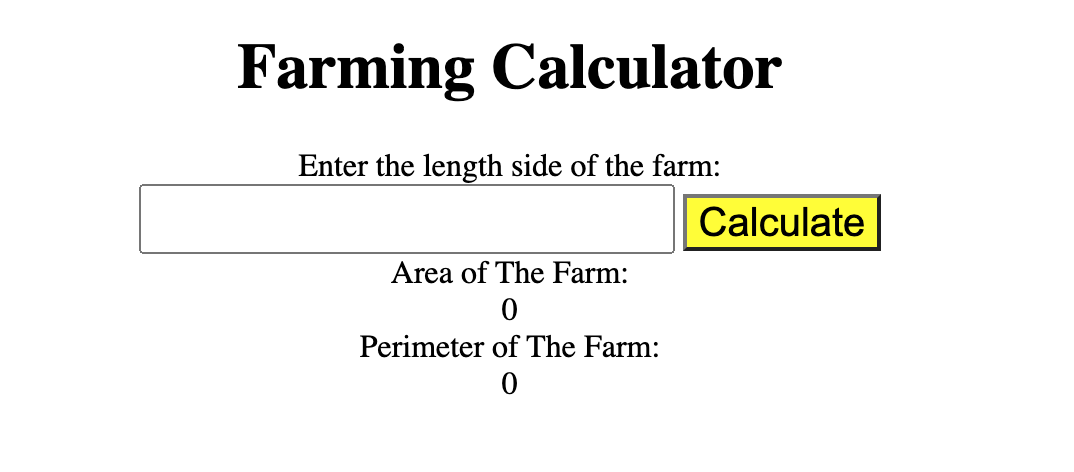 Farming Calculator
Enter the length side of the farm:
Calculate
Area of The Farm:
0
Perimeter of The Farm:
0